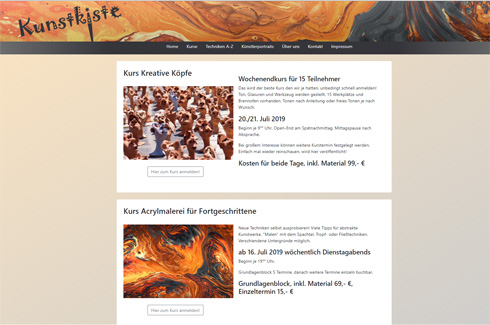 Kunstkiste
Home Kurse Techniken A-Z Künstlerportraits Über uns Kontakt Impressum
Kurs Kreative Köpfe
Wochenendkurs für 15 Teilnehmer
Das wird der beste Kurs den wir je hatten, unbedingt schnell anmelden!
Ton, Glasuren und Werkzeug werden gestellt, 15 Werkplätze und
Brennofen vorhanden. Tonen nach Anleitung oder freies Tonen je nach
Wunsch.
20./21. Juli 2019
Beginn je 9ᵒᵒ Uhr, Open-End am Spätnachmittag. Mittagspause nach
Absprache.
Bei großem Interesse können weitere Kurstermin festgelegt werden.
Einfach mal wieder reinschauen, wird hier veröffentlicht!
Kosten für beide Tage, inkl. Material 99,- €
Hier zum Kurs anmelden!
Kurs Acrylmalerei für Fortgeschrittene
Neue Techniken selbst ausprobieren! Viele Tipps für abstrakte
Kunstwerke. "Malen" mit dem Spachtel, Tropf- oder Fließtechniken.
Verschiedene Untergründe möglich.
ab 16. Juli 2019 wöchentlich Dienstagabends
Beginn je 19ᵒᵒ Uhr.
Grundlagenblock 5 Termine, danach weitere Termine einzeln buchbar.
Grundlagenblock, inkl. Material 69,- €,
Einzeltermin 15,- €
Hier zum Kurs anmelden!